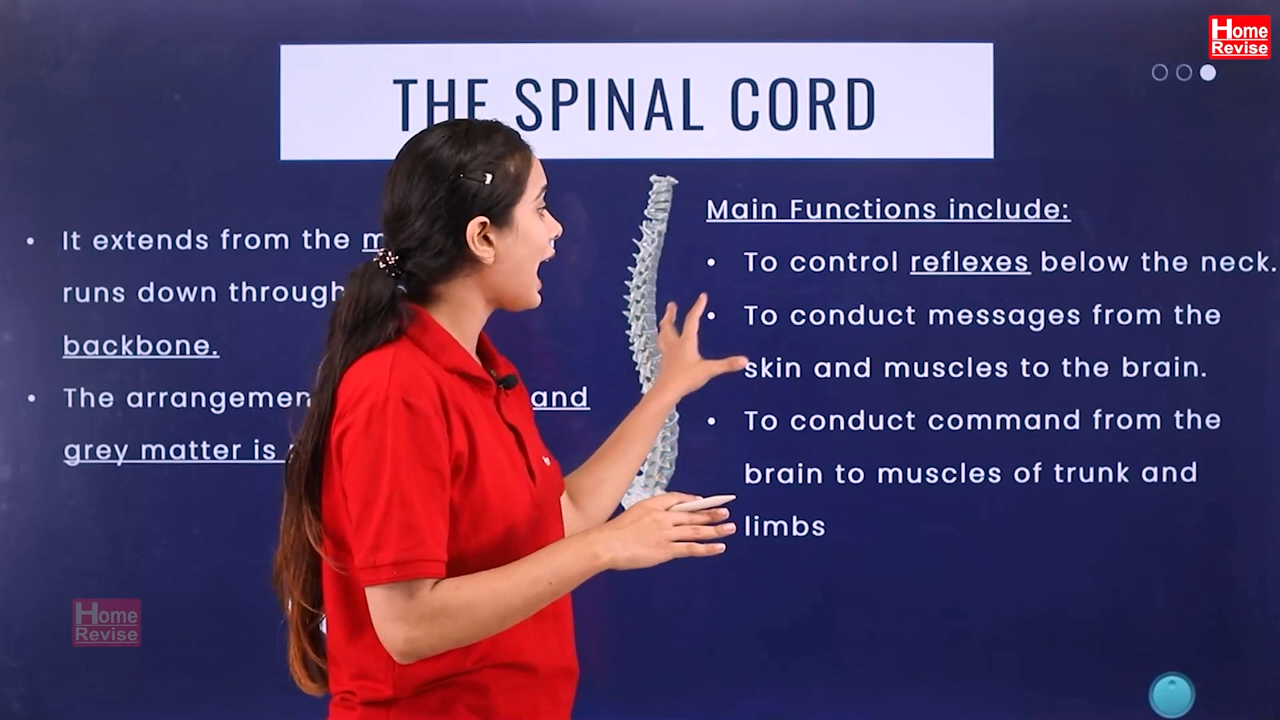 Home
Revise
THE SPINAL CORD
It extends from the
runs down through
backbone.
The arrangemen and
grey matter is
Main Functions include:
To control reflexes below the neck.
To conduct messages from the
skin and muscles to the brain.
To conduct command from the
brain to muscles of trunk and
limbs
Home
Revise